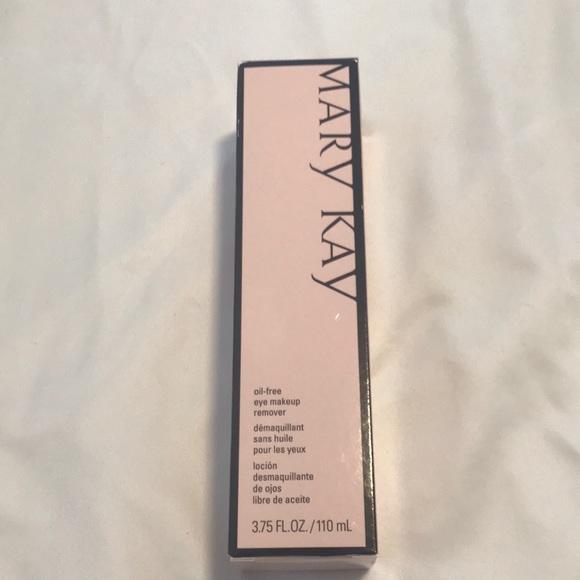 MARY KAY
oil-free
eye makeup
remover
démaquillant
sans huile
pour les yeux
loción
desmaquillante
de ojos
libre de aceite
3.75 FL.OZ./110 mL